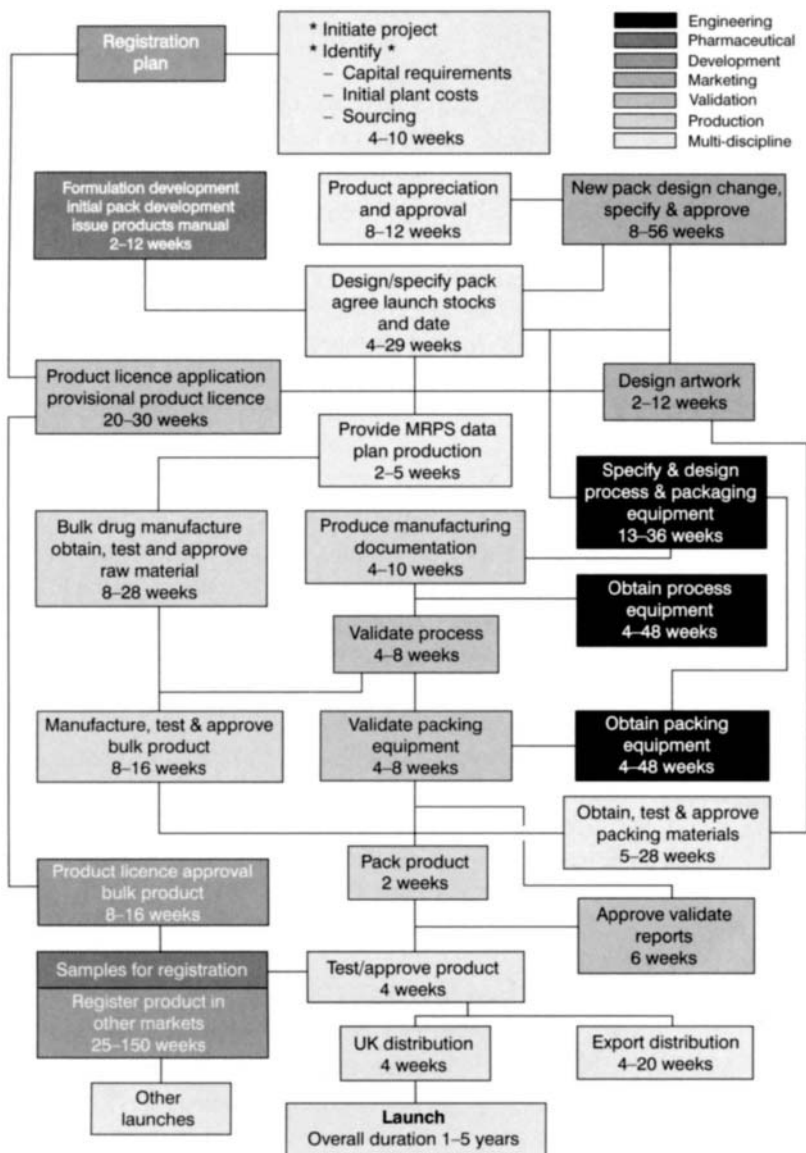 Registration
plan
* Initiate project
* Identify *
– Capital requirements
– Initial plant costs
– Sourcing
4–10 weeks
Engineering
Pharmaceutical
Development
Marketing
Validation
Production
Multi-discipline
Formulation development
initial pack development
issue products manual
2–12 weeks
Product appreciation
and approval
8–12 weeks
New pack design change,
specify & approve
8–56 weeks
Design/specify pack
agree launch stocks
and date
4–29 weeks
Product licence application
provisional product licence
20–30 weeks
Design artwork
2–12 weeks
Provide MRPS data
plan production
2–5 weeks
Specify & design
process & packaging
equipment
13–36 weeks
Bulk drug manufacture
obtain, test and approve
raw material
8–28 weeks
Produce manufacturing
documentation
4–10 weeks
Obtain process
equipment
4–48 weeks
Validate process
4–8 weeks
Manufacture, test & approve
bulk product
8–16 weeks
Validate packing
equipment
4–8 weeks
Obtain packing
equipment
4–48 weeks
Obtain, test & approve
packing materials
5–28 weeks
Pack product
2 weeks
Product licence approval
bulk product
8–16 weeks
Approve validate
reports
6 weeks
Samples for registration
Register product in
other markets
25–150 weeks
Test/approve product
4 weeks
UK distribution
4 weeks
Export distribution
4–20 weeks
Other
launches
Launch
Overall duration 1–5 years